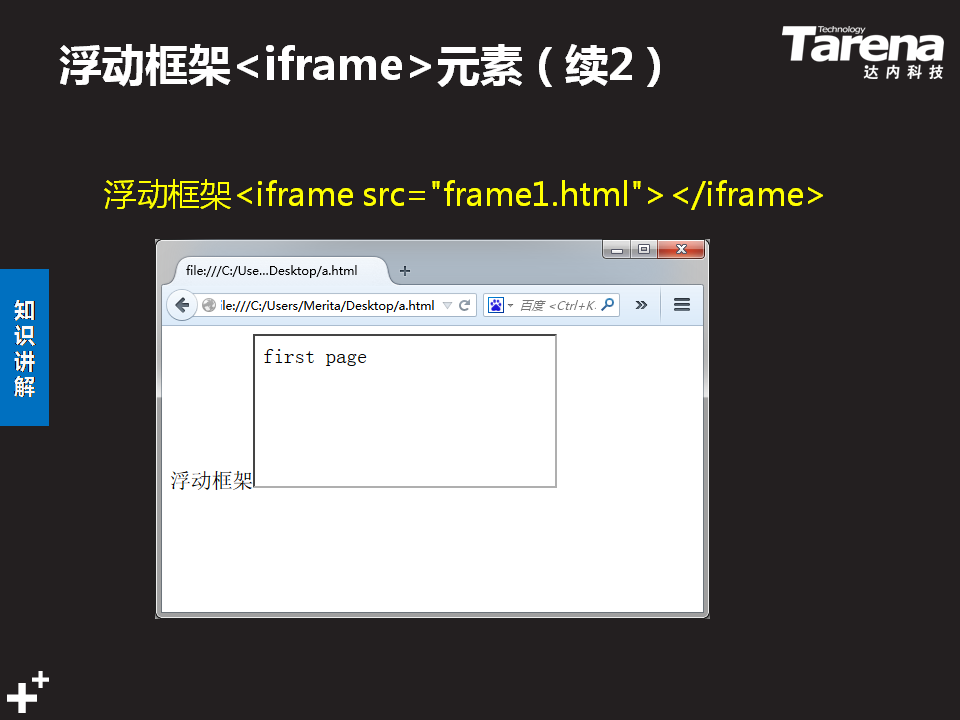 浮动框架<iframe>元素（续2）
Technology
Tarena
达内科技
浮动框架<iframe src="frame1.html"></iframe>
file:///C:/Use...Desktop/a.html
ile:///C:/Users/Merita/Desktop/a.html
百度 <Ctrl+K
first page
浮动框架
知识讲解